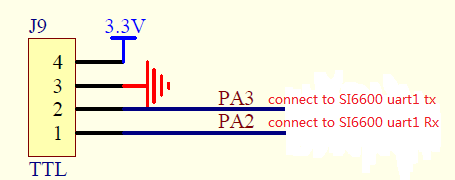 J9
3.3V
4
3
2 PA3 connect to SI6600 uart1 tx
1 PA2 connect to SI6600 uart1 Rx
TTL